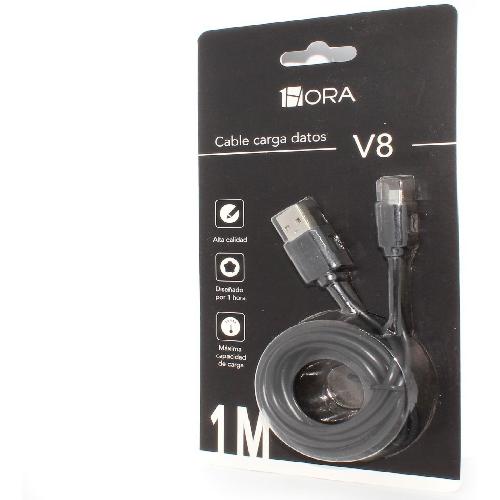 1HORA
Cable carga datos
V8
Alta calidad
Diseñado
por 1 hora
Máxima
capacidad
de carga
1M